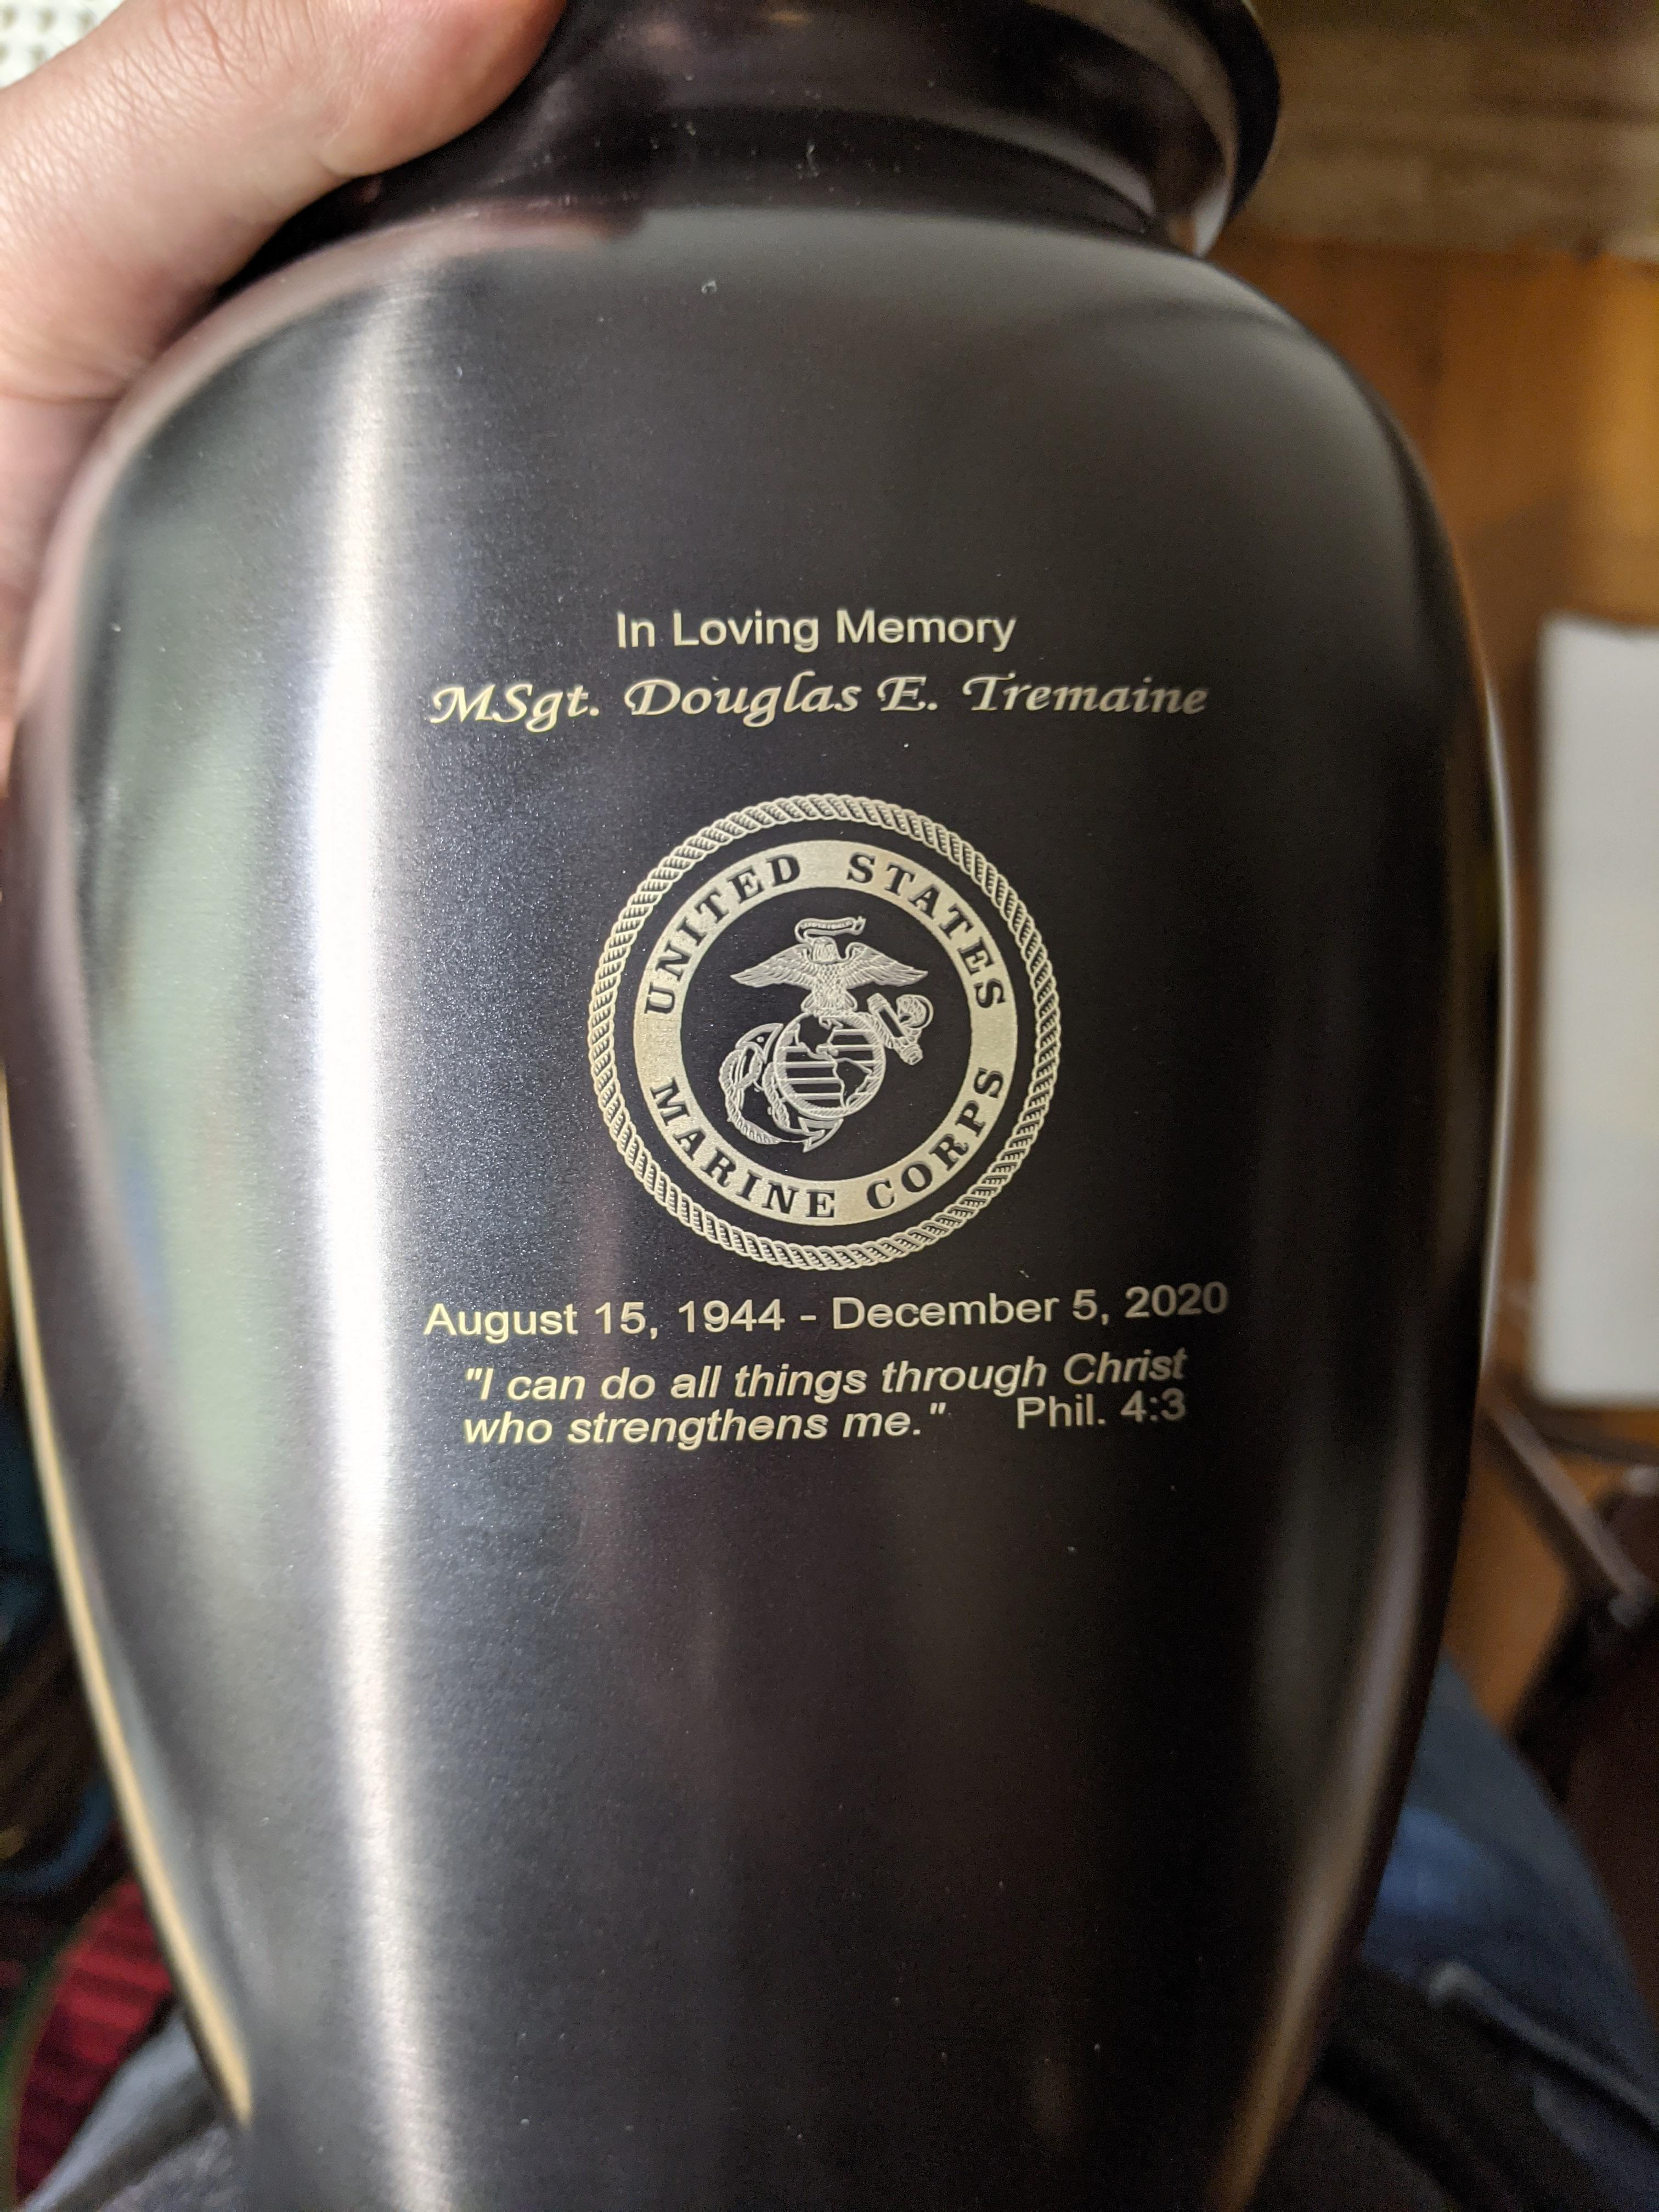 In Loving Memory
MSgt. Douglas E. Tremaine
UNITED STATES
MARINE CORPS
August 15, 1944 - December 5, 2020
"I can do all things through Christ
who strengthens me." Phil. 4:3